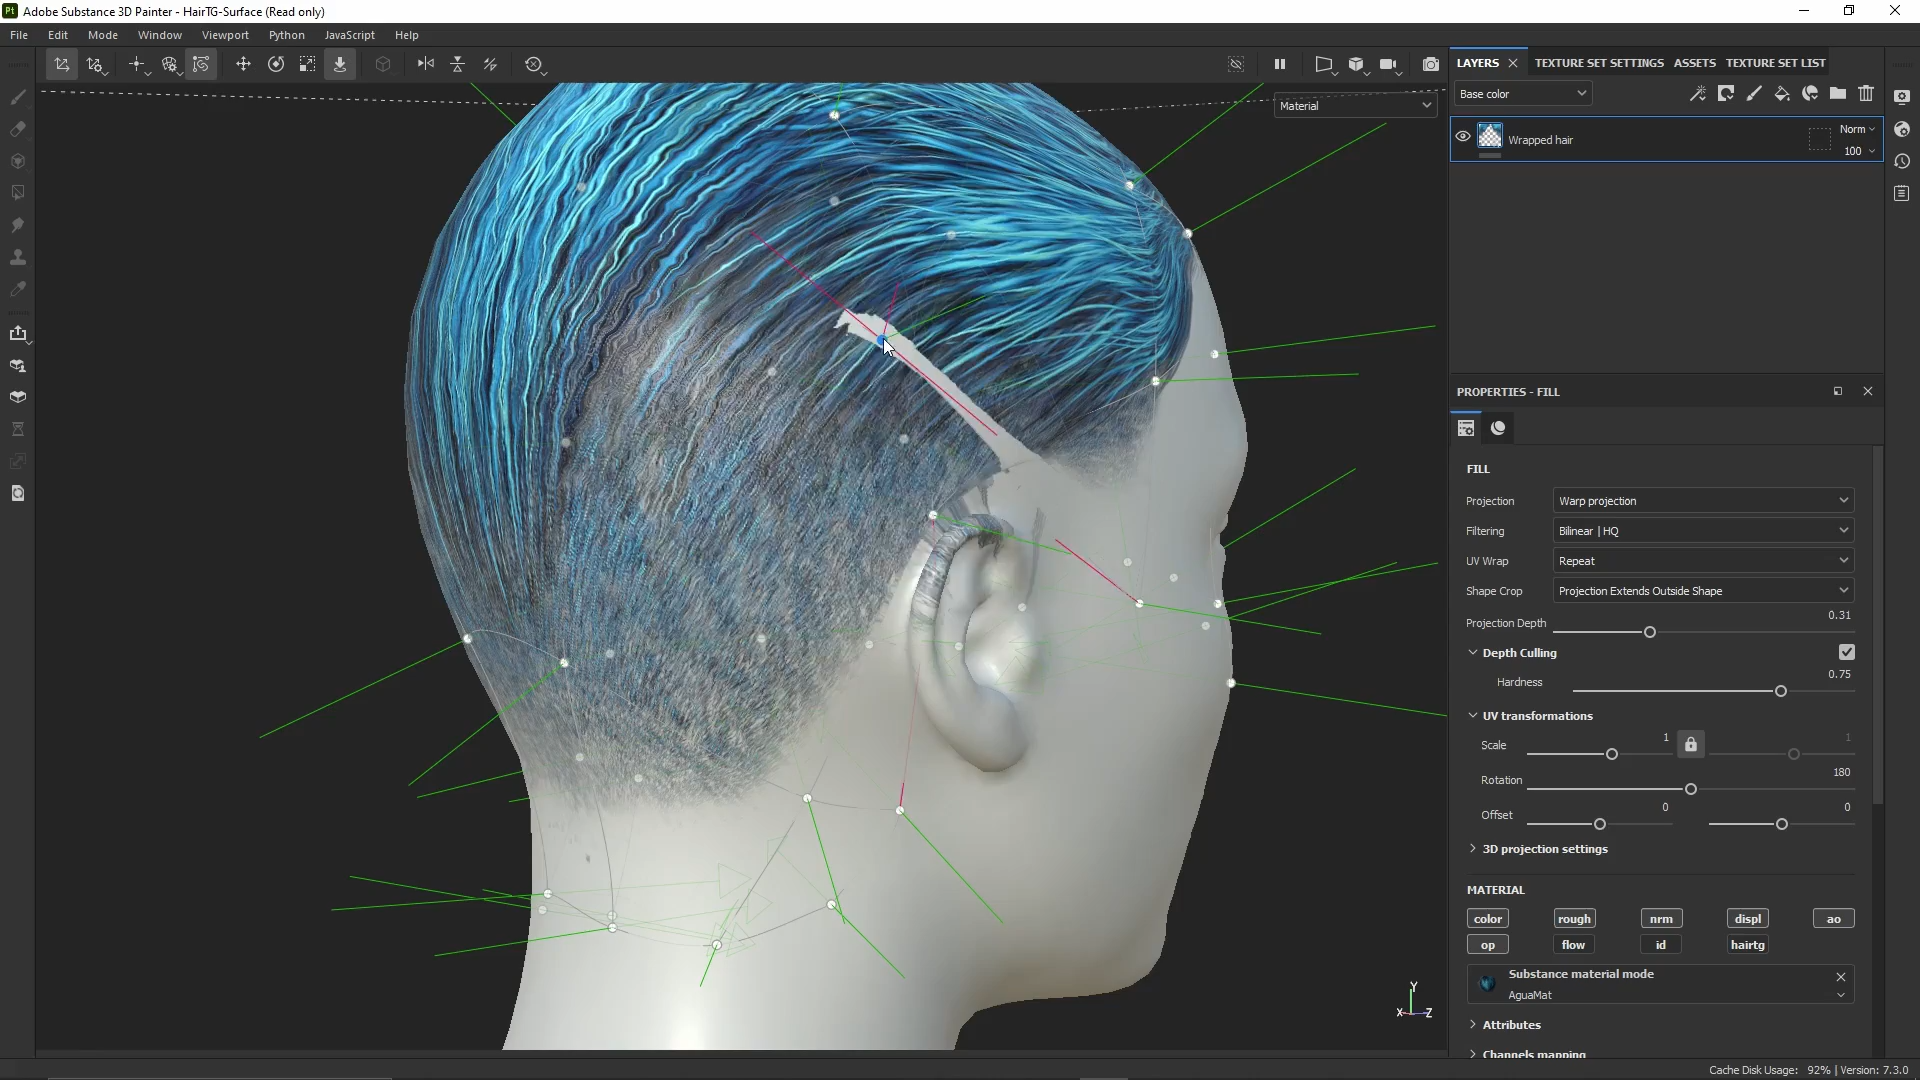 Pt Adobe Substance 3D Painter - HairTG-Surface (Read only)
File Edit Mode Window Viewport Python JavaScript Help
LAYERS TEXTURE SET SETTINGS ASSETS TEXTURE SET LIST
Base color
Material
Norm
Wrapped hair
100
PROPERTIES - FILL
FILL
Projection Warp projection
Filtering Bilinear | HQ
UV Wrap Repeat
Shape Crop Projection Extends Outside Shape
0.31
Projection Depth
Depth Culling
0.75
Hardness
UV transformations
Scale 1 1
Rotation 180
Offset 0 0
3D projection settings
MATERIAL
color rough nrm displ ao
op flow id hairtg
Substance material mode
AguaMat
Attributes
Channels mapping
Y
X Z
Cache Disk Usage: 92% | Version: 7.3.0